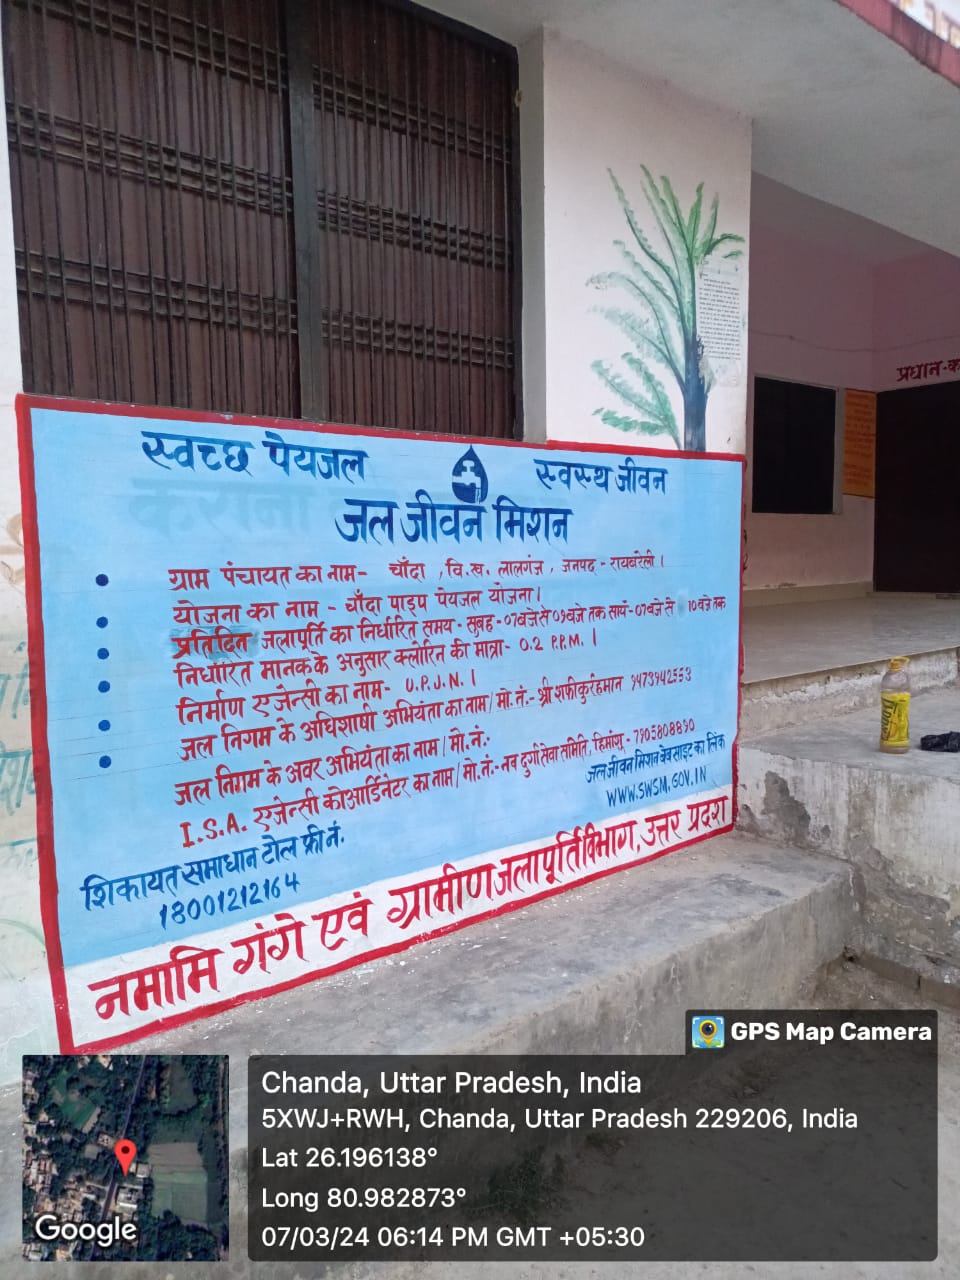 स्वच्छ पेयजल
स्वस्थ जीवन
जल जीवन मिशन
ग्राम पंचायत का नाम- चाँदा , वि.ख. लालगंज , जनपद - रायबरेली ।
योजना का नाम - चाँदा पाइप पेयजल योजना ।
प्रतिदिन जलापूर्ति का निर्धारित समय - सुबह - 07बजे से 09बजे तक सायं- 07बजे से 10बजे तक
निर्धारित मानक के अनुसार क्लोरिन की मात्रा- 0.2 P.P.M. ।
निर्माण एजेन्सी का नाम- U.P.J.N. ।
जल निगम के अधिशाषी अभियंता का नाम/मो.नं.- श्री शफीकुर्रहमान 9473942553
जल निगम के अवर अभियंता का नाम/मो.नं:-
I.S.A. एजेन्सी कोआर्डिनेटर का नाम/मो.नं.- नव दुर्गा सेवा समिति, हिमांशु - 7905808890
जल जीवन मिशन बेबसाइट का लिंक
WWW.SWSM.GOV.IN
शिकायत समाधान टोल फ्री नं.
18001212164
नमामि गंगे एवं ग्रामीण जलापूर्ति विभाग, उत्तर प्रदेश
प्रधान-क
GPS Map Camera
Chanda, Uttar Pradesh, India
5XWJ+RWH, Chanda, Uttar Pradesh 229206, India
Lat 26.196138°
Long 80.982873°
07/03/24 06:14 PM GMT +05:30
Google